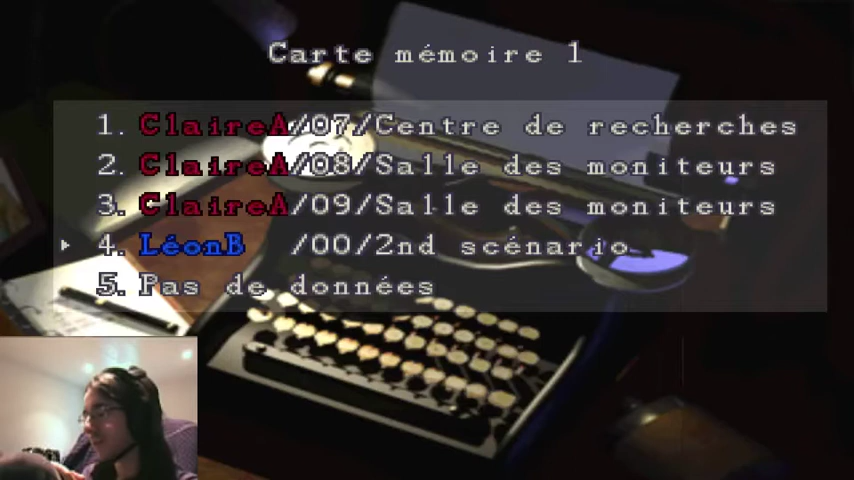 Carte mémoire 1
1. ClaireA/07/Centre de recherches
2. ClaireA/08/Salle des moniteurs
3. ClaireA/09/Salle des moniteurs
4. LéonB /00/2nd scénario
5. Pas de données